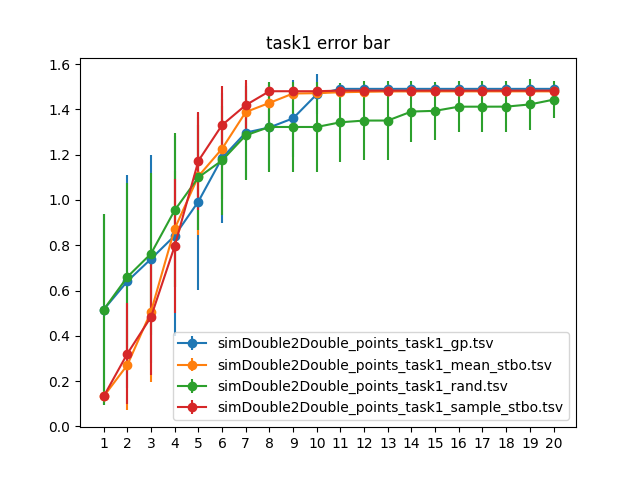 task1 error bar
1.6
1.4
1.2
1.0
0.8
0.6
0.4
0.2
0.0
simDouble2Double_points_task1_gp.tsv
simDouble2Double_points_task1_mean_stbo.tsv
simDouble2Double_points_task1_rand.tsv
simDouble2Double_points_task1_sample_stbo.tsv
1 2 3 4 5 6 7 8 9 10 11 12 13 14 15 16 17 18 19 20